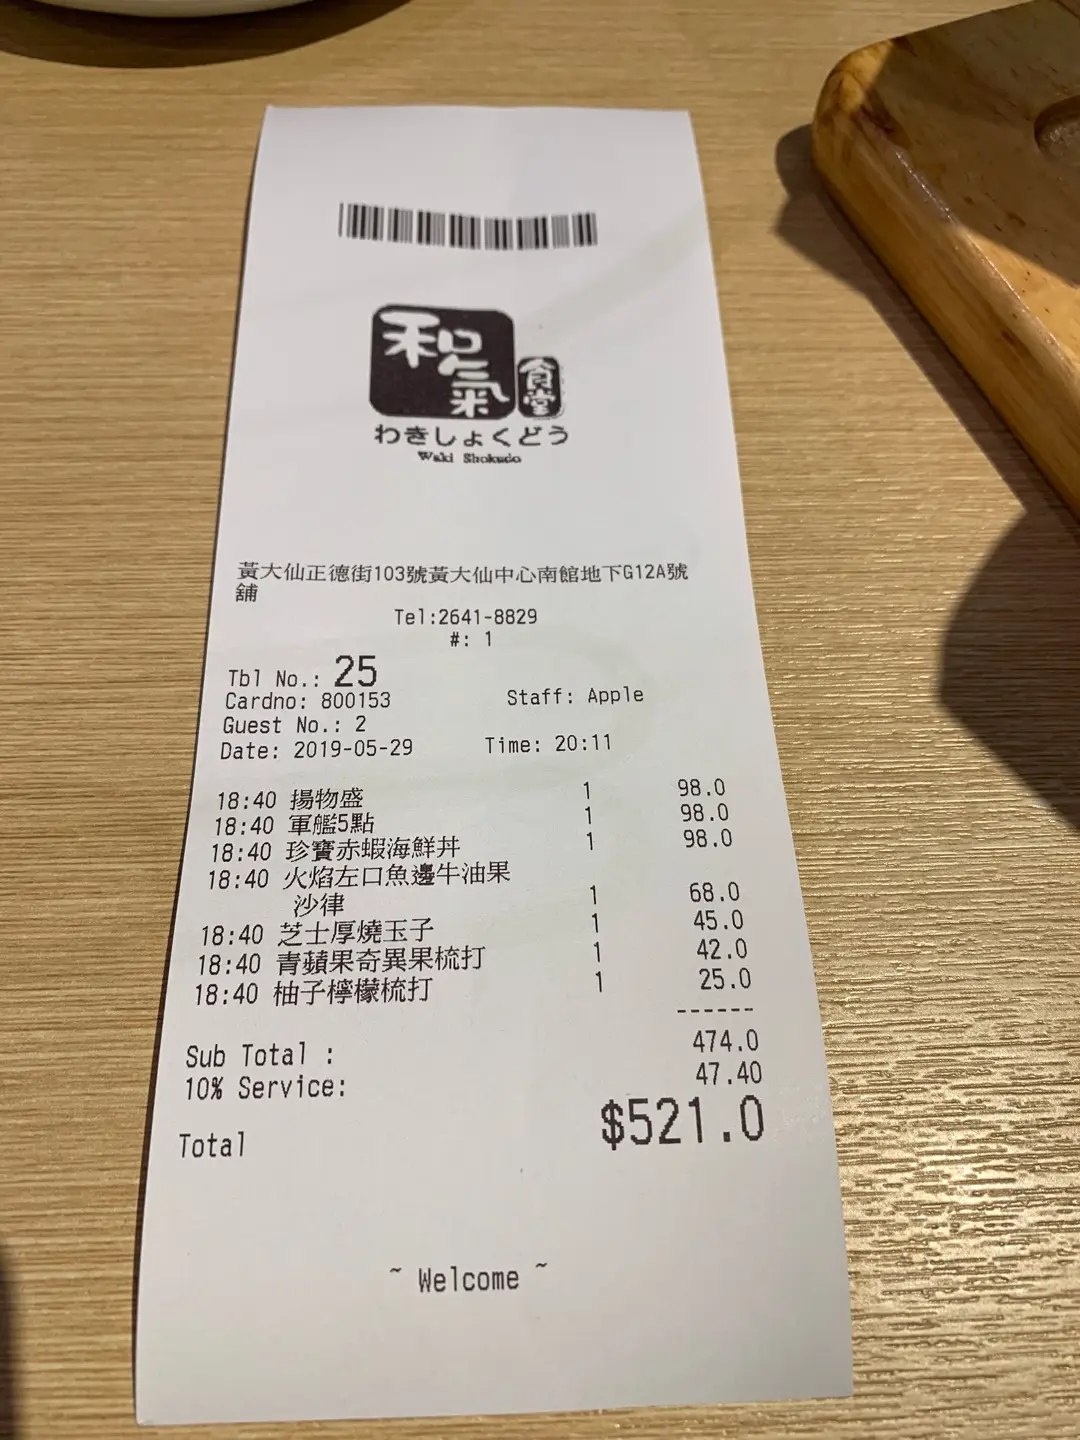 和氣食堂
わきしょくどう
Waki Shokudo
黃大仙正德街103號黃大仙中心南館地下G12A號
舖
Tel:2641-8829
#: 1
Tbl No.: 25
Cardno: 800153 Staff: Apple
Guest No.: 2
Date: 2019-05-29 Time: 20:11
18:40 揚物盛 1 98.0
18:40 軍艦5點 1 98.0
18:40 珍寶赤蝦海鮮丼 1 98.0
18:40 火焰左口魚邊牛油果
沙律 1 68.0
18:40 芝士厚燒玉子 1 45.0
18:40 青蘋果奇異果梳打 1 42.0
18:40 柚子檸檬梳打 1 25.0
------
Sub Total : 474.0
10% Service: 47.40
Total $521.0
~ Welcome ~